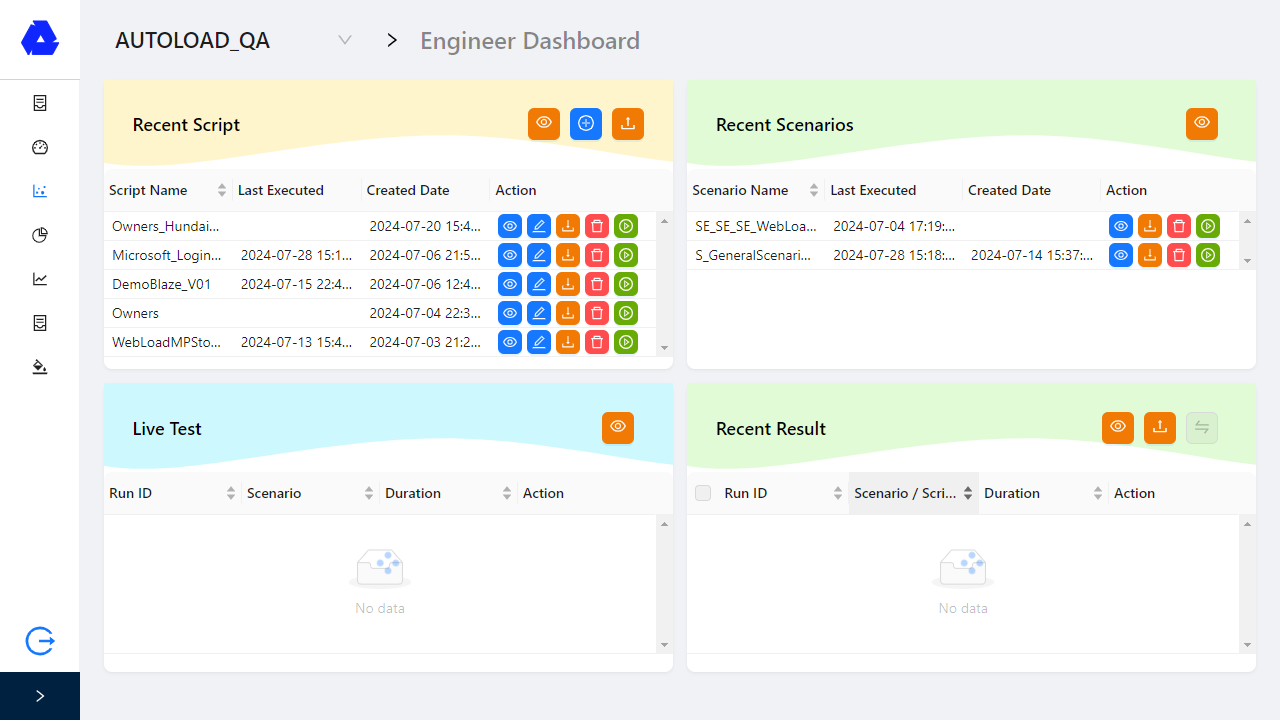 AUTOLOAD_QA > Engineer Dashboard
Recent Script
Script Name Last Executed Created Date Action
Owners_Hundai... 2024-07-20 15:4...
Microsoft_Login... 2024-07-28 15:1... 2024-07-06 21:5...
DemoBlaze_V01 2024-07-15 22:4... 2024-07-06 12:4...
Owners 2024-07-04 22:3...
WebLoadMPSto... 2024-07-13 15:4... 2024-07-03 21:2...
Recent Scenarios
Scenario Name Last Executed Created Date Action
SE_SE_SE_WebLoa... 2024-07-04 17:19:...
S_GeneralScenari... 2024-07-28 15:18:... 2024-07-14 15:37:...
Live Test
Run ID Scenario Duration Action
No data
Recent Result
Run ID Scenario / Scri... Duration Action
No data